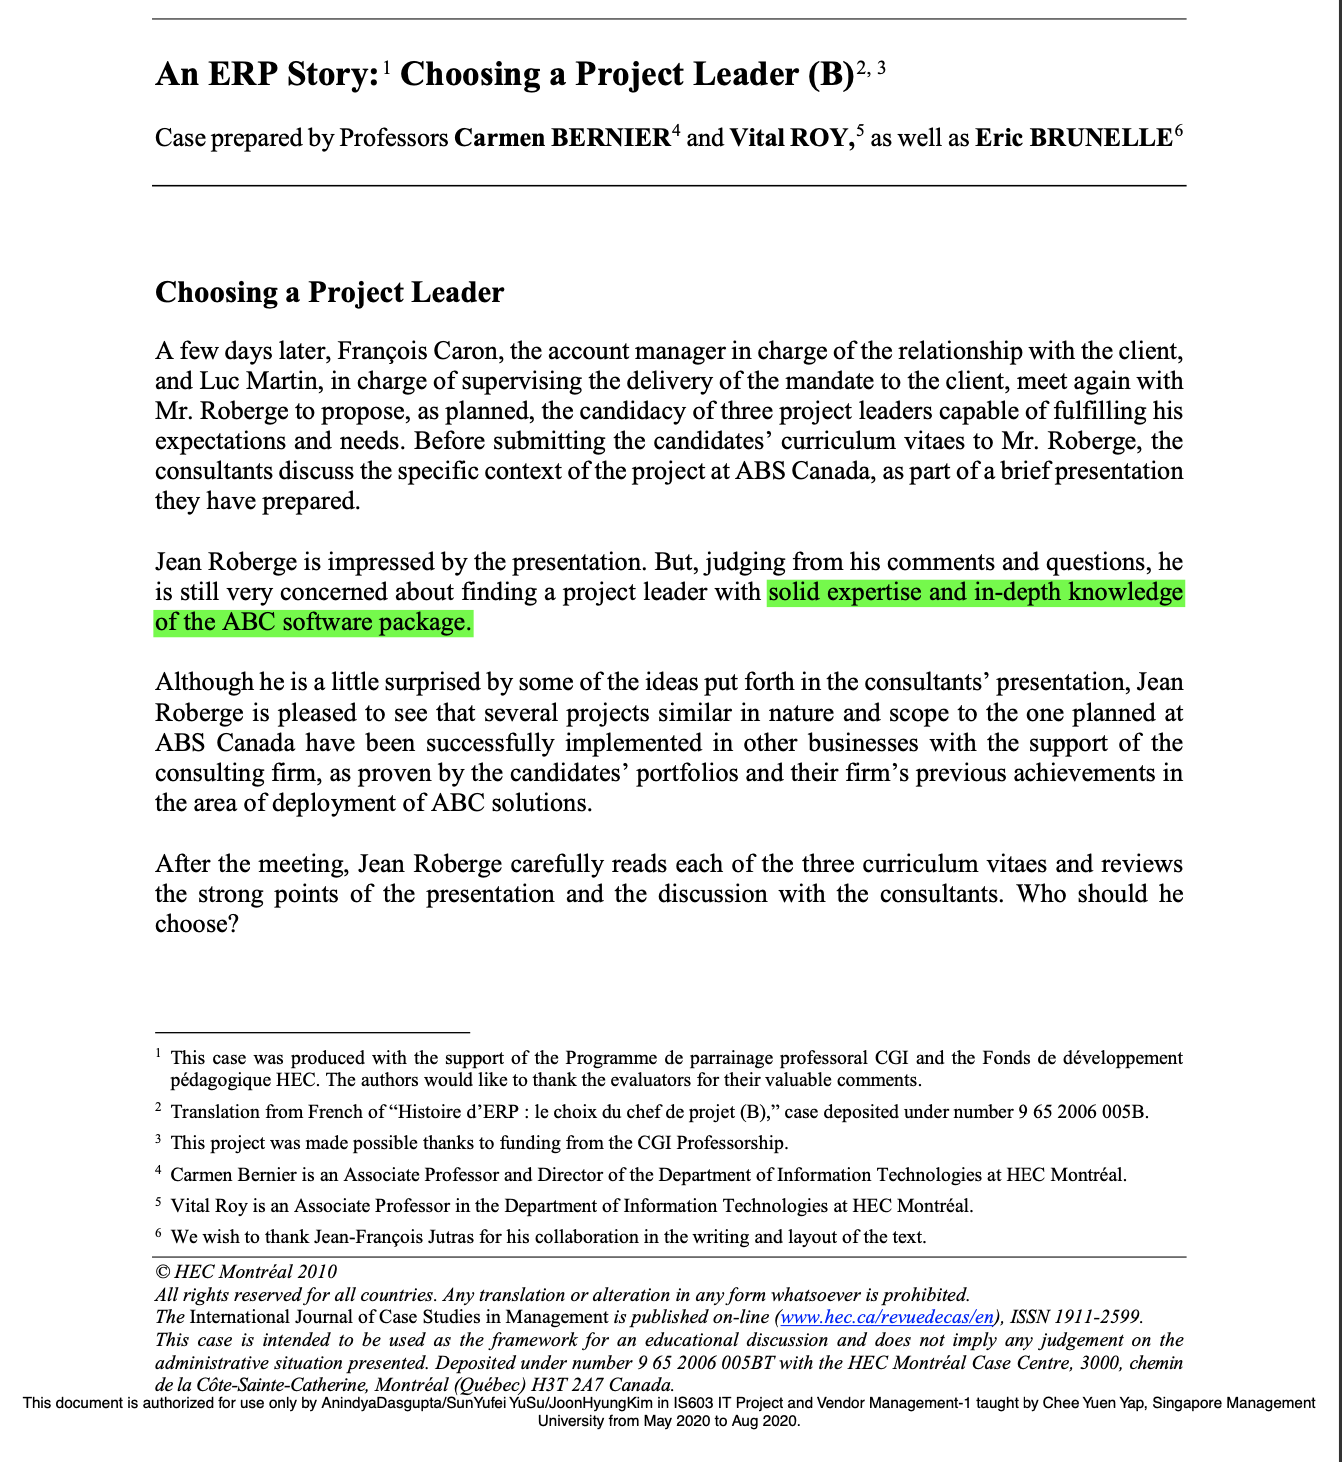 An ERP Story:1 Choosing a Project Leader (B)2, 3
Case prepared by Professors Carmen BERNIER4 and Vital ROY,5 as well as Eric BRUNELLE6
Choosing a Project Leader
A few days later, François Caron, the account manager in charge of the relationship with the client,
and Luc Martin, in charge of supervising the delivery of the mandate to the client, meet again with
Mr. Roberge to propose, as planned, the candidacy of three project leaders capable of fulfilling his
expectations and needs. Before submitting the candidates’ curriculum vitaes to Mr. Roberge, the
consultants discuss the specific context of the project at ABS Canada, as part of a brief presentation
they have prepared.
Jean Roberge is impressed by the presentation. But, judging from his comments and questions, he
is still very concerned about finding a project leader with solid expertise and in-depth knowledge
of the ABC software package.
Although he is a little surprised by some of the ideas put forth in the consultants’ presentation, Jean
Roberge is pleased to see that several projects similar in nature and scope to the one planned at
ABS Canada have been successfully implemented in other businesses with the support of the
consulting firm, as proven by the candidates’ portfolios and their firm’s previous achievements in
the area of deployment of ABC solutions.
After the meeting, Jean Roberge carefully reads each of the three curriculum vitaes and reviews
the strong points of the presentation and the discussion with the consultants. Who should he
choose?
1 This case was produced with the support of the Programme de parrainage professoral CGI and the Fonds de développement
pédagogique HEC. The authors would like to thank the evaluators for their valuable comments.
2 Translation from French of “Histoire d’ERP : le choix du chef de projet (B),” case deposited under number 9 65 2006 005B.
3 This project was made possible thanks to funding from the CGI Professorship.
4 Carmen Bernier is an Associate Professor and Director of the Department of Information Technologies at HEC Montréal.
5 Vital Roy is an Associate Professor in the Department of Information Technologies at HEC Montréal.
6 We wish to thank Jean-François Jutras for his collaboration in the writing and layout of the text.
© HEC Montréal 2010
All rights reserved for all countries. Any translation or alteration in any form whatsoever is prohibited.
The International Journal of Case Studies in Management is published on-line (www.hec.ca/revuedecas/en), ISSN 1911-2599.
This case is intended to be used as the framework for an educational discussion and does not imply any judgement on the
administrative situation presented. Deposited under number 9 65 2006 005BT with the HEC Montréal Case Centre, 3000, chemin
de la Côte-Sainte-Catherine, Montréal (Québec) H3T 2A7 Canada.
This document is authorized for use only by AnindyaDasgupta/SunYufei YuSu/JoonHyungKim in IS603 IT Project and Vendor Management-1 taught by Chee Yuen Yap, Singapore Management
University from May 2020 to Aug 2020.